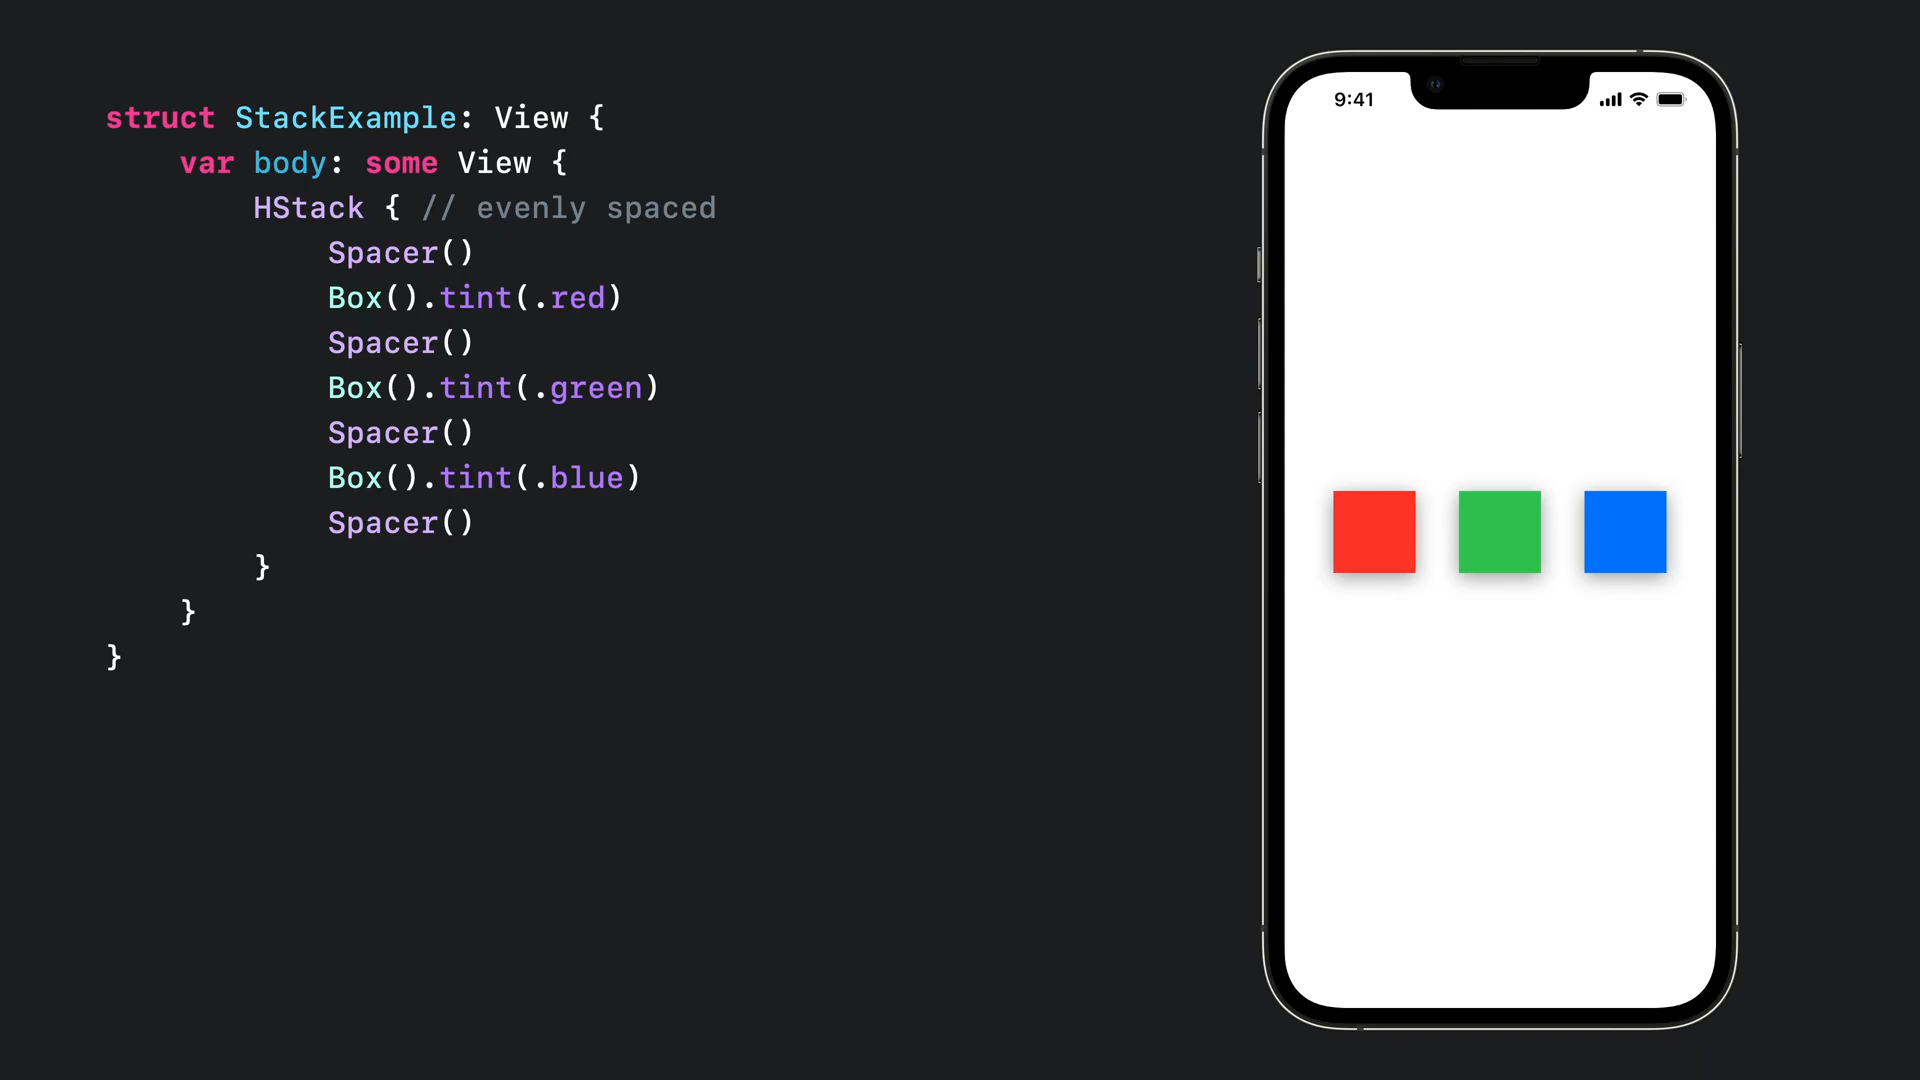 struct StackExample: View {
var body: some View {
HStack { // evenly spaced
Spacer()
Box().tint(.red)
Spacer()
Box().tint(.green)
Spacer()
Box().tint(.blue)
Spacer()
}
}
}
9:41